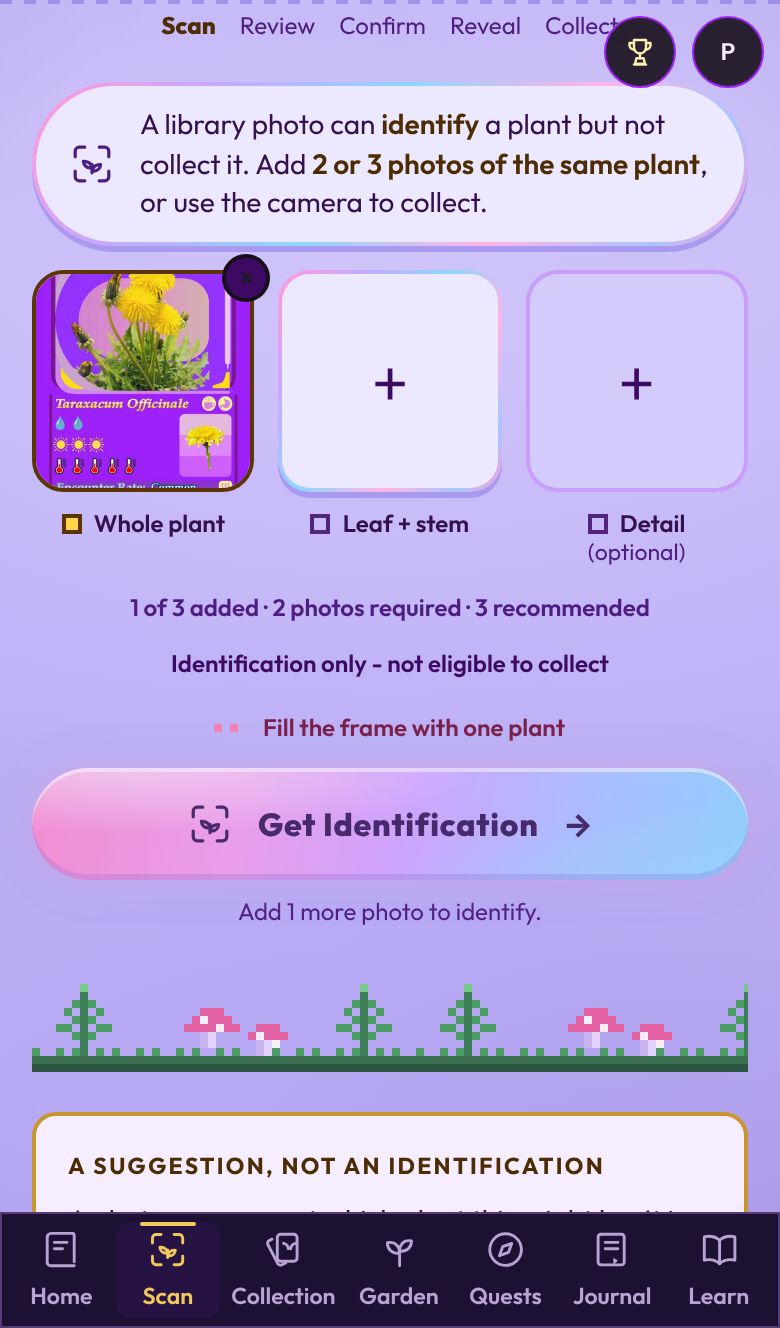 Scan Review Confirm Reveal Collect
P
A library photo can identify a plant but not
collect it. Add 2 or 3 photos of the same plant,
or use the camera to collect.
Taraxacum Officinale
Encounter Rate: Common
Whole plant
Leaf + stem
Detail
(optional)
1 of 3 added · 2 photos required · 3 recommended
Identification only - not eligible to collect
Fill the frame with one plant
Get Identification →
Add 1 more photo to identify.
A SUGGESTION, NOT AN IDENTIFICATION
Home Scan Collection Garden Quests Journal Learn